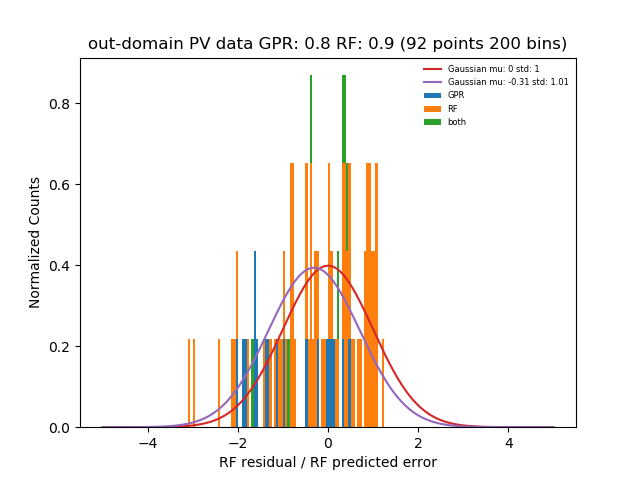 out-domain PV data GPR: 0.8 RF: 0.9 (92 points 200 bins)
Gaussian mu: 0 std: 1
Gaussian mu: -0.31 std: 1.01
GPR
RF
both
Normalized Counts
0.8
0.6
0.4
0.2
0.0
−4 −2 0 2 4
RF residual / RF predicted error